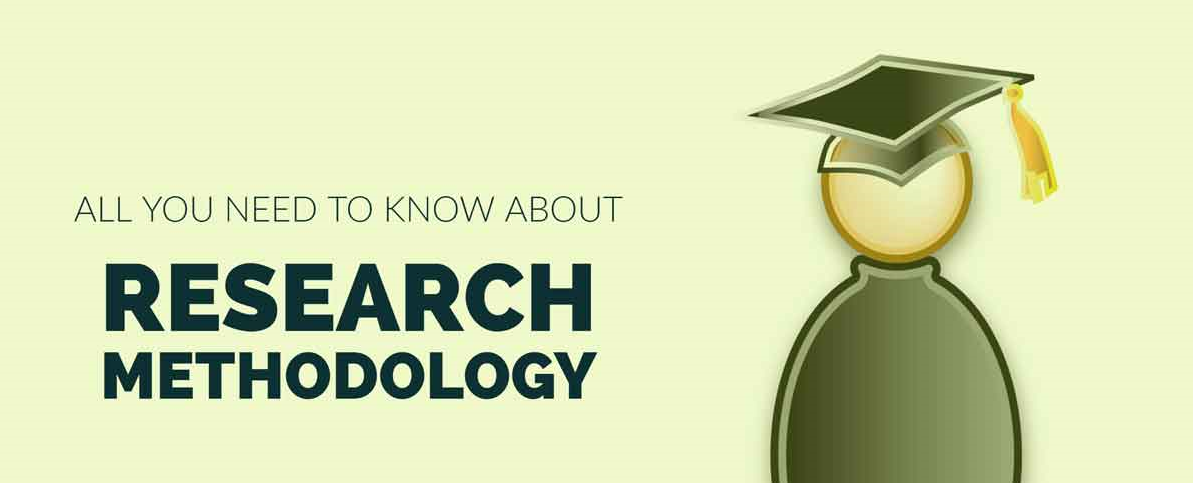 ALL YOU NEED TO KNOW ABOUT
RESEARCH
METHODOLOGY